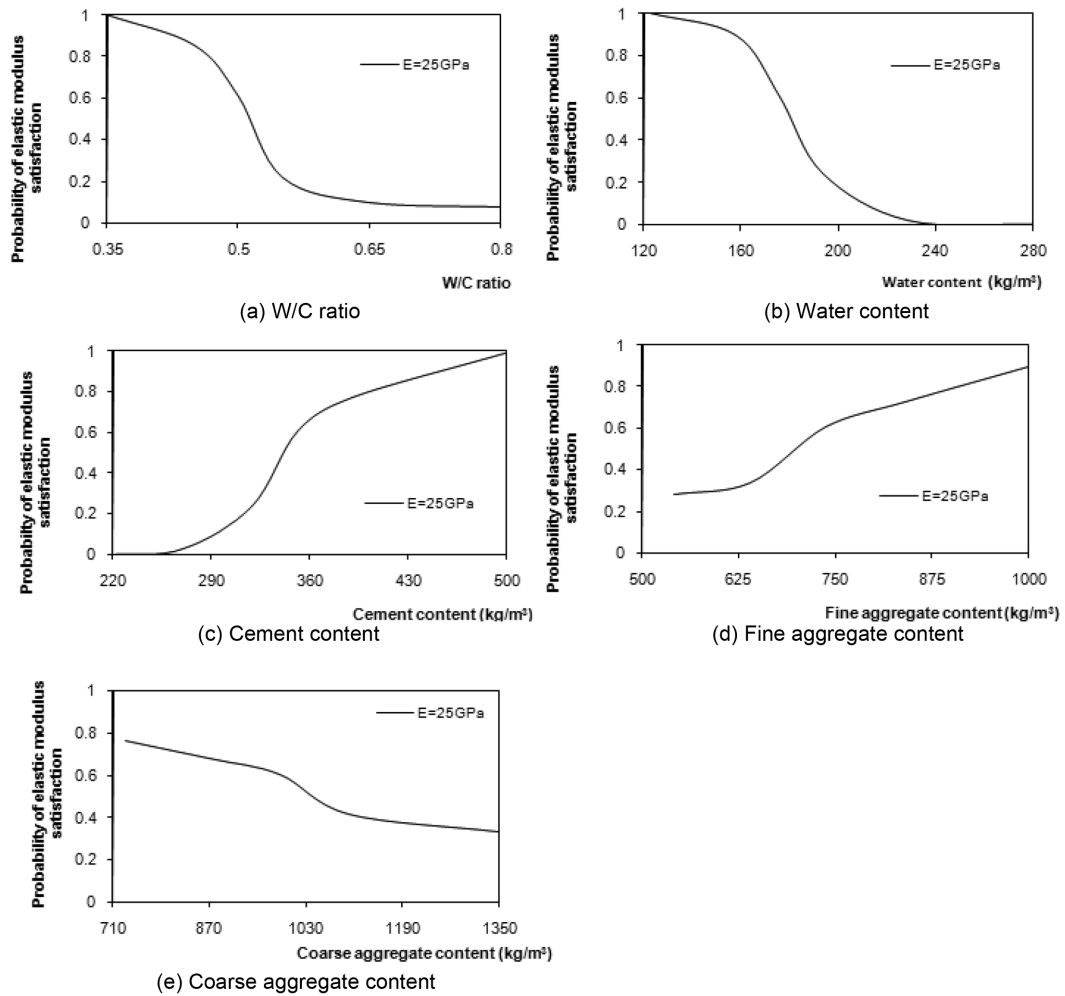 Probability of elastic modulus
satisfaction
1
0.8
0.6
0.4
0.2
0
E=25GPa
0.35 0.5 0.65 0.8
W/C ratio
(a) W/C ratio
Probability of elastic modulus
satisfaction
1
0.8
0.6
0.4
0.2
0
E=25GPa
120 160 200 240 280
Water content (kg/m³)
(b) Water content
Probability of elastic modulus
satisfaction
1
0.8
0.6
0.4
0.2
0
E=25GPa
220 290 360 430 500
Cement content (kg/m³)
(c) Cement content
Probability of elastic modulus
satisfaction
1
0.8
0.6
0.4
0.2
0
E=25GPa
500 625 750 875 1000
Fine aggregate content (kg/m³)
(d) Fine aggregate content
Probability of elastic modulus
satisfaction
1
0.8
0.6
0.4
0.2
0
E=25GPa
710 870 1030 1190 1350
Coarse aggregate content (kg/m³)
(e) Coarse aggregate content